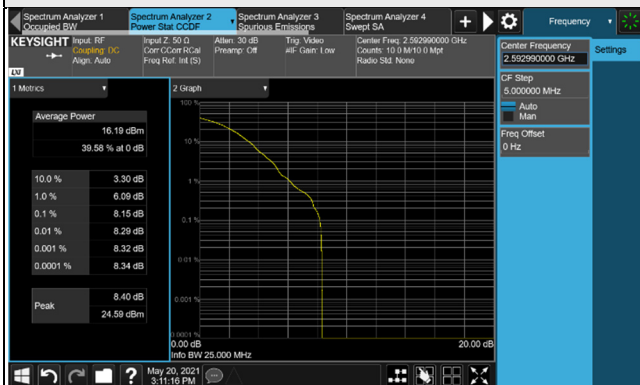 Spectrum Analyzer 1
Occupied BW
Spectrum Analyzer 2
Power Stat CCDF
Spectrum Analyzer 3
Spurious Emissions
Spectrum Analyzer 4
Swept SA
Frequency
KEYSIGHT
Input: RF
Coupling: DC
Align: Auto
Input Z: 50 Ω
Corr CCorr RCal
Freq Ref: Int (S)
Atten: 30 dB
Preamp: Off
Trig: Video
#IF Gain: Low
Center Freq: 2.592990000 GHz
Counts: 10.0 M/10.0 Mpt
Radio Std: None
LXI
Center Frequency
2.592990000 GHz
Settings
CF Step
5.000000 MHz
Auto
Man
Freq Offset
0 Hz
1 Metrics
Average Power
16.19 dBm
39.58 % at 0 dB
10.0 % 3.30 dB
1.0 % 6.09 dB
0.1 % 8.15 dB
0.01 % 8.29 dB
0.001 % 8.32 dB
0.0001 % 8.34 dB
Peak
8.40 dB
24.59 dBm
2 Graph
100 %
10 %
1 %
0.1 %
0.01 %
0.001 %
0.0001 %
0.00 dB
20.00 dB
Info BW 25.000 MHz
May 20, 2021
3:11:16 PM